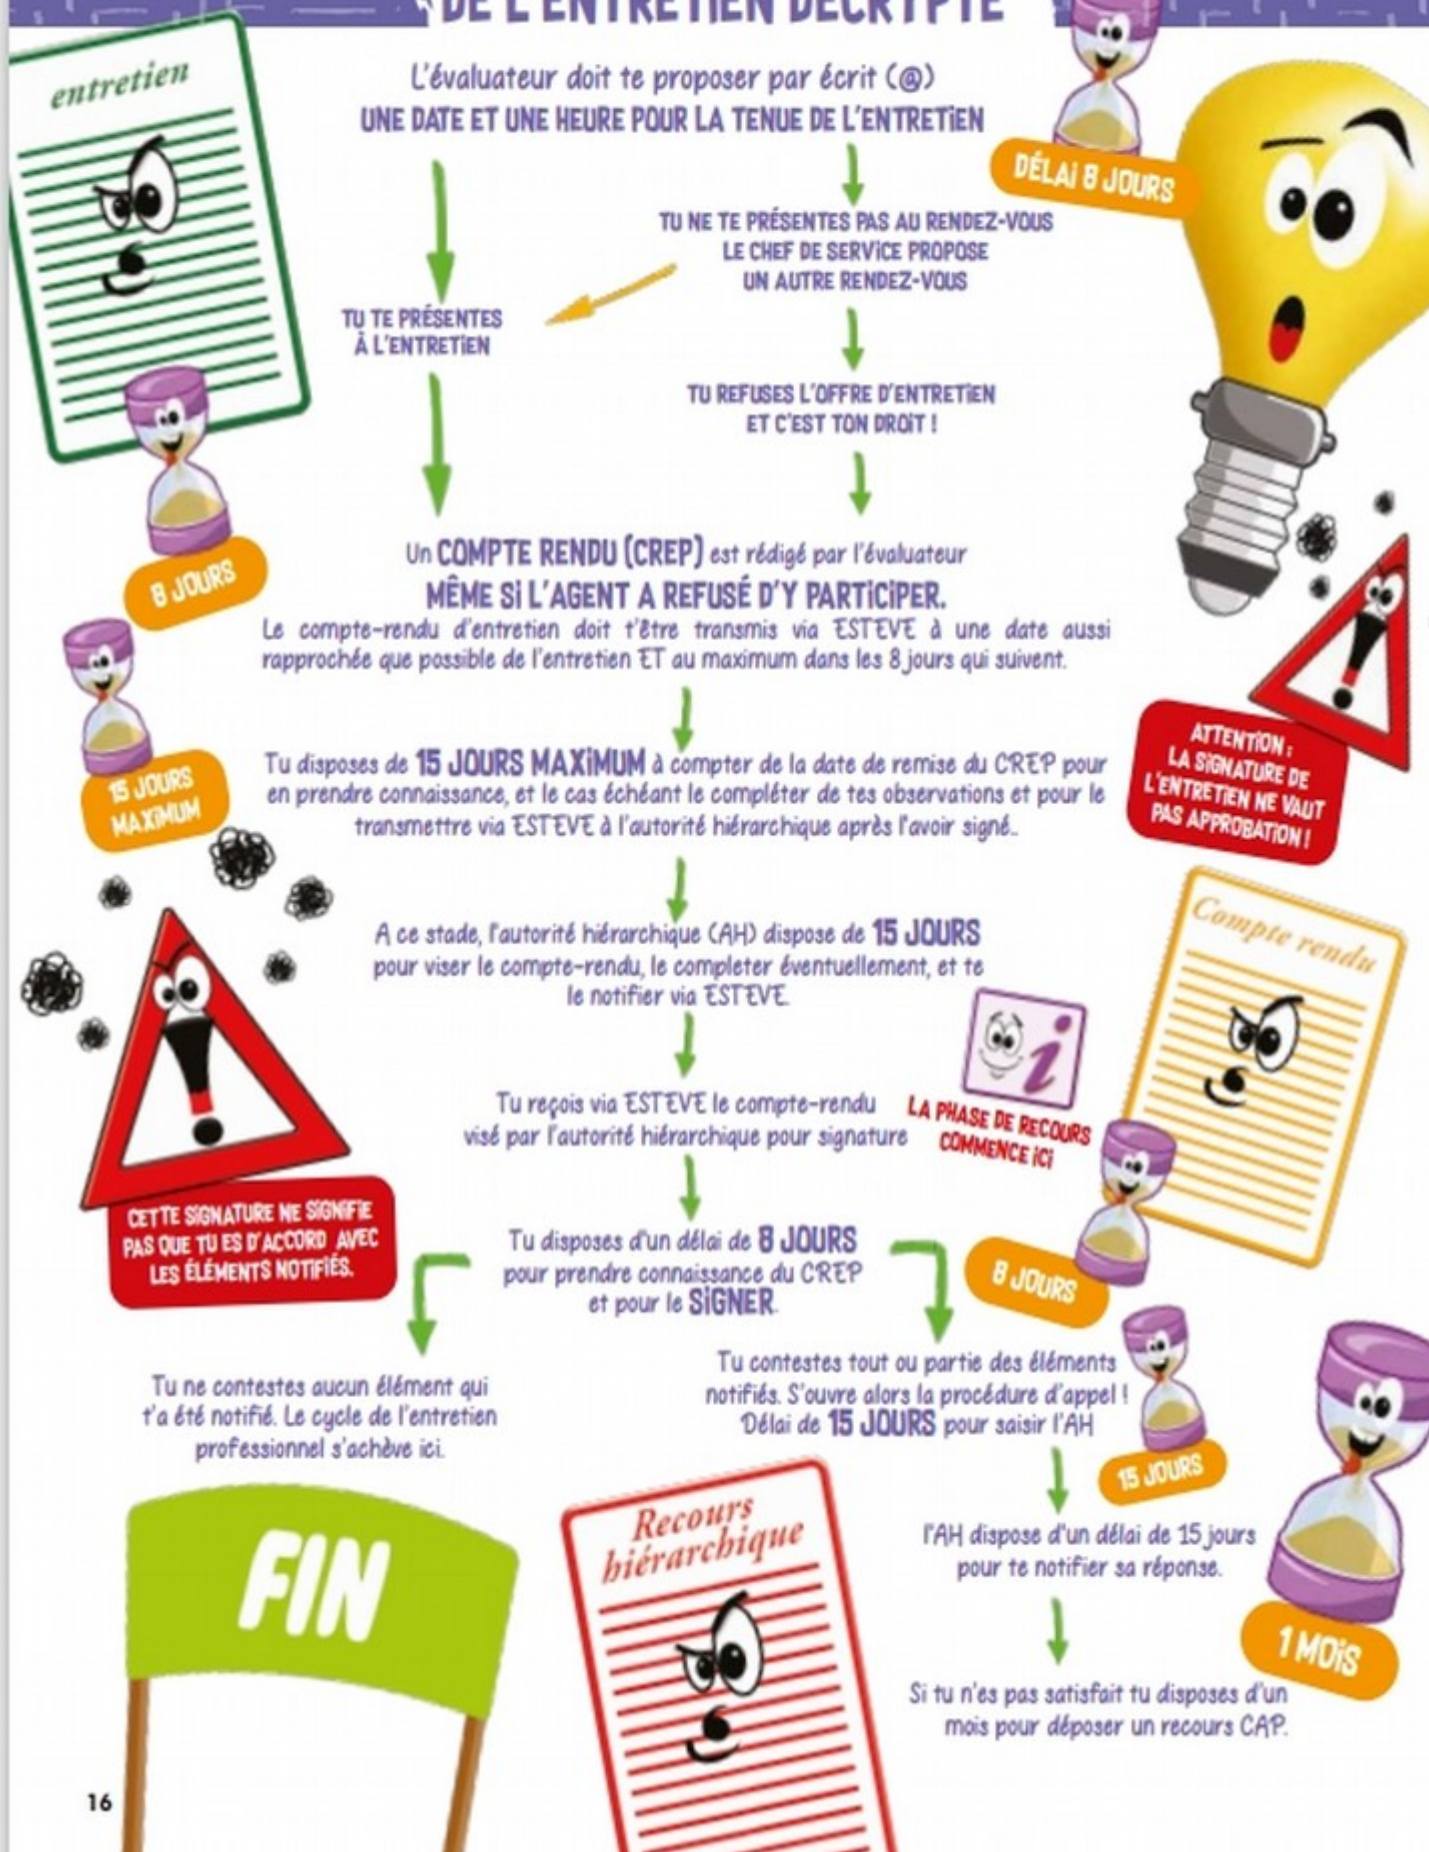 DE L'ENTRETIEN DÉCRYPTÉ
entretien
L'évaluateur doit te proposer par écrit (@)
UNE DATE ET UNE HEURE POUR LA TENUE DE L'ENTRETIEN
DÉLAI 8 JOURS
TU NE TE PRÉSENTES PAS AU RENDEZ-VOUS
LE CHEF DE SERVICE PROPOSE
UN AUTRE RENDEZ-VOUS
TU TE PRÉSENTES
À L'ENTRETIEN
TU REFUSES L'OFFRE D'ENTRETIEN
ET C'EST TON DROIT !
Un COMPTE RENDU (CREP) est rédigé par l'évaluateur
MÊME SI L'AGENT A REFUSÉ D'Y PARTICIPER.
8 JOURS
Le compte-rendu d'entretien doit t'être transmis via ESTEVE à une date aussi
rapprochée que possible de l'entretien ET au maximum dans les 8 jours qui suivent.
ATTENTION :
LA SIGNATURE DE
L'ENTRETIEN NE VAUT
PAS APPROBATION !
15 JOURS
MAXIMUM
Tu disposes de 15 JOURS MAXIMUM à compter de la date de remise du CREP pour
en prendre connaissance, et le cas échéant le compléter de tes observations et pour le
transmettre via ESTEVE à l'autorité hiérarchique après l'avoir signé..
Compte rendu
A ce stade, l'autorité hiérarchique (AH) dispose de 15 JOURS
pour viser le compte-rendu, le completer éventuellement, et te
le notifier via ESTEVE.
i
Tu reçois via ESTEVE le compte-rendu
visé par l'autorité hiérarchique pour signature
LA PHASE DE RECOURS
COMMENCE ICI
CETTE SIGNATURE NE SIGNIFIE
PAS QUE TU ES D'ACCORD AVEC
LES ÉLÉMENTS NOTIFIÉS.
Tu disposes d'un délai de 8 JOURS
pour prendre connaissance du CREP
et pour le SIGNER.
8 JOURS
Tu ne contestes aucun élément qui
t'a été notifié. Le cycle de l'entretien
professionnel s'achève ici.
Tu contestes tout ou partie des éléments
notifiés. S'ouvre alors la procédure d'appel !
Délai de 15 JOURS pour saisir l'AH
15 JOURS
FIN
Recours
hiérarchique
l'AH dispose d'un délai de 15 jours
pour te notifier sa réponse.
1 MOIS
Si tu n'es pas satisfait tu disposes d'un
mois pour déposer un recours CAP.
16